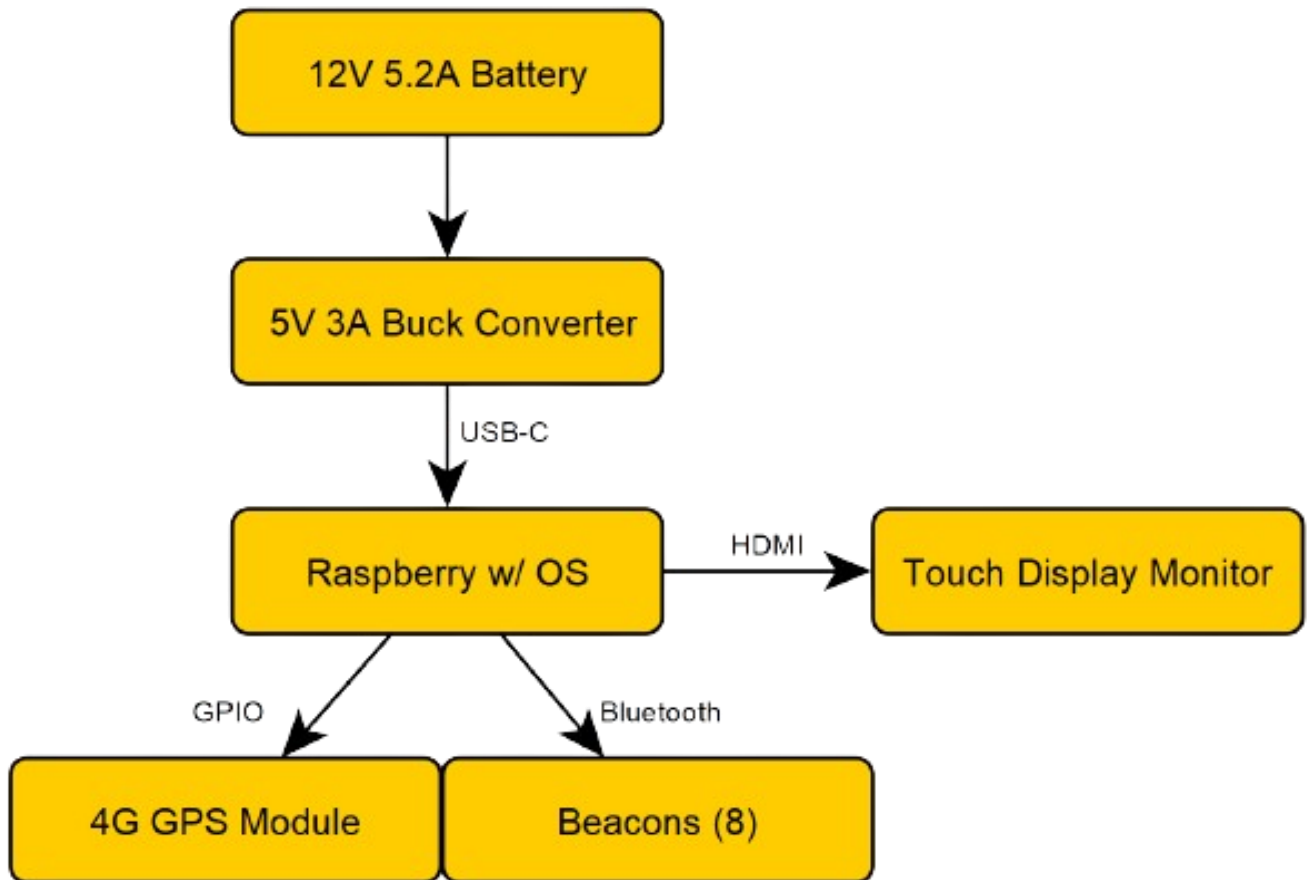 12V 5.2A Battery
5V 3A Buck Converter
USB-C
Raspberry w/ OS
HDMI
Touch Display Monitor
GPIO
Bluetooth
4G GPS Module
Beacons (8)